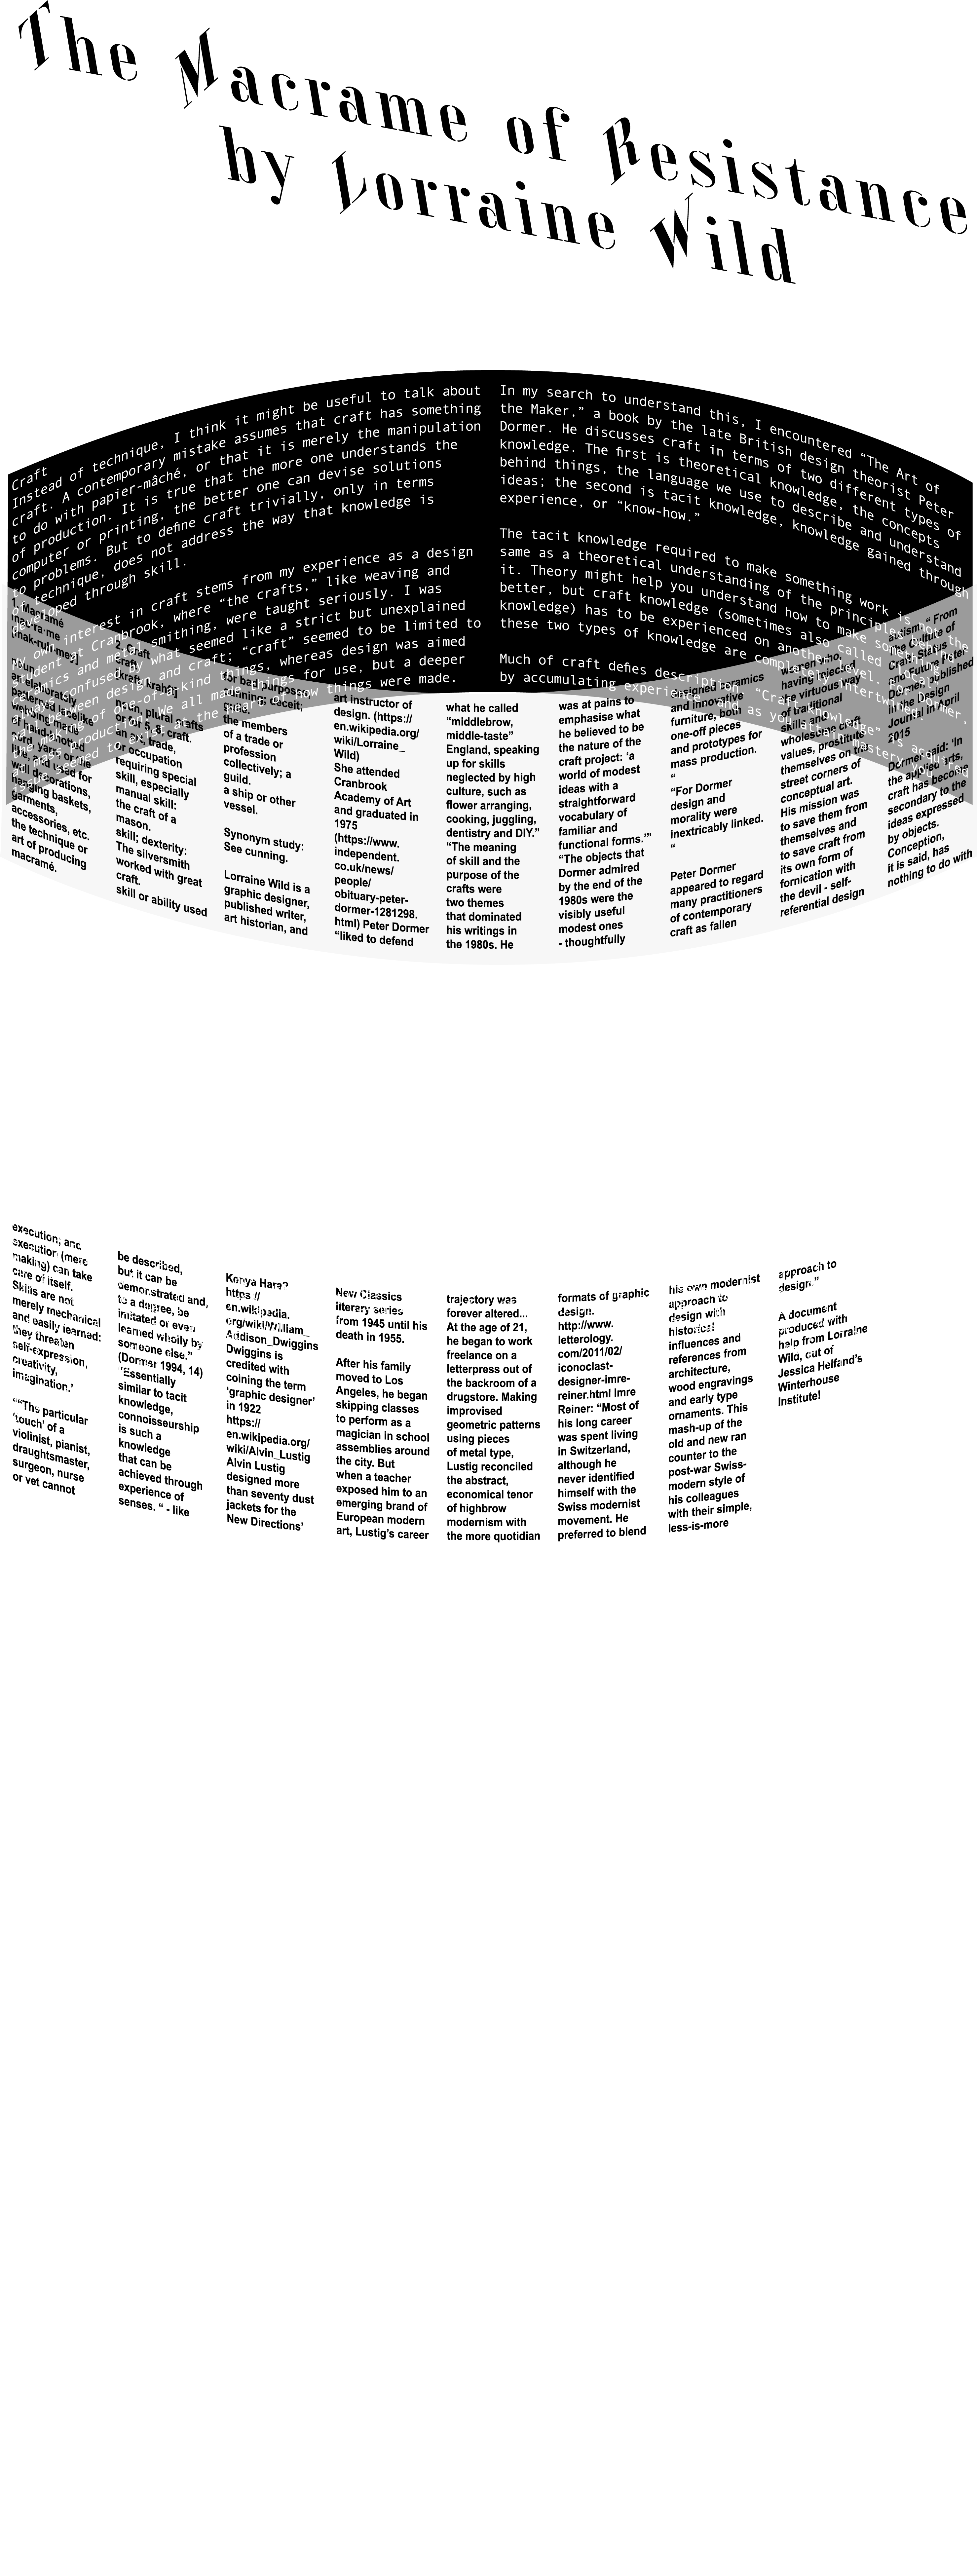 The Macrame of Resistance
by Lorraine Wild
Craft
Instead of technique, I think it might be useful to talk about
craft. A contemporary mistake assumes that craft has something
to do with papier-mâché, or that it is merely the manipulation
of production. It is true that the more one understands the
computer or printing, the better one can devise solutions
to problems. But to define craft trivially, only in terms
of technique, does not address the way that knowledge is
developed through skill.
interest in craft stems from my experience as a design
student at Cranbrook, where “the crafts,” like weaving and
ceramics and metal smithing, were taught seriously. I was
confused by what seemed like a strict but unexplained
between design and craft; “craft” seemed to be limited to
of one of a kind things, whereas design was aimed
production. We all made things for use, but a deeper
seemed to exist at the heart of how things were made.
In my search to understand this, I encountered “The Art of
the Maker,” a book by the late British design theorist Peter
Dormer. He discusses craft in terms of two different types of
knowledge. The first is theoretical knowledge, the concepts
behind things, the language we use to describe and understand
ideas; the second is tacit knowledge, knowledge gained through
experience, or “know-how.”
The tacit knowledge required to make something work is
same as a theoretical understanding of the principles
it. Theory might help you understand how to make something
better, but craft knowledge (sometimes also called
knowledge) has to be experienced on another level.
these two types of knowledge are completely intertwined.
Much of craft defies description. “Craft knowledge” is
by accumulating experience, and as you
1. Macramé
mac-ra-me
an elaborately
patterned lacelike
webbing made
of hand-knotted
cord, yarn, or the
like, and used for
wall decorations,
hanging baskets,
garments,
accessories, etc.
the technique or
art of producing
macramé.
2. Craft
craft
noun, plural crafts
or for 5, 8, craft.
an art, trade,
or occupation
requiring special
skill, especially
manual skill:
the craft of a
mason.
skill; dexterity:
The silversmith
worked with great
craft.
skill or ability used
for bad purposes;
cunning; deceit;
guile.
the members
of a trade or
profession
collectively; a
guild.
a ship or other
vessel.
Synonym study:
See cunning.
Lorraine Wild is a
graphic designer,
published writer,
art historian, and
art instructor of
design. (https://
en.wikipedia.org/
wiki/Lorraine_
Wild)
She attended
Cranbrook
Academy of Art
and graduated in
1975
(https://www.
independent.
co.uk/news/
people/
obituary-peter-
dormer-1281298.
html) Peter Dormer
“liked to defend
what he called
“middlebrow,
middle-taste”
England, speaking
up for skills
neglected by high
culture, such as
flower arranging,
cooking, juggling,
dentistry and DIY.”
“The meaning
of skill and the
purpose of the
crafts were
two themes
that dominated
his writings in
the 1980s. He
was at pains to
emphasise what
he believed to be
the nature of the
craft project: ‘a
world of modest
ideas with a
straightforward
vocabulary of
familiar and
functional forms.’”
“The objects that
Dormer admired
by the end of the
1980s were the
visibly useful
modest ones
- thoughtfully
designed ceramics
and innovative
furniture, both
one-off pieces
and prototypes for
mass production.
“
“For Dormer
design and
morality were
inextricably linked.
“
Peter Dormer
appeared to regard
many practitioners
of contemporary
craft as fallen
women who,
having rejected
the virtuous way
of traditional
skills and
wholesome craft
values, prostitute
themselves on the
street corners of
conceptual art.
His mission was
to save them from
themselves and
to save craft from
its own form of
fornication with
the devil - self-
referential design
“ From
the Culture of
Craft: Status of
and Future Peter
Dormer published
in the Design
Journal in April
2015
Dormer said: ‘In
the applied arts,
craft has become
secondary to the
ideas expressed
by objects.
Conception,
it is said, has
nothing to do with
execution; and
execution (mere
making) can take
care of itself.
Skills are not
merely mechanical
and easily learned:
they threaten
self-expression,
creativity,
imagination.’
““The particular
‘touch’ of a
violinist, pianist,
draughtsmaster,
surgeon, nurse
or vet cannot
be described,
but it can be
demonstrated and,
to a degree, be
imitated or even
learned wholly by
someone else.”
(Dormer 1994, 14)
“Essentially
similar to tacit
knowledge,
connoisseurship
is such a
knowledge
that can be
achieved through
experience of
senses. “ - like
Konya Hara?
https://
en.wikipedia.
org/wiki/William_
Addison_Dwiggins
Dwiggins is
credited with
coining the term
‘graphic designer’
in 1922
https://
en.wikipedia.org/
wiki/Alvin_Lustig
Alvin Lustig
designed more
than seventy dust
jackets for the
New Directions’
New Classics
literary series
from 1945 until his
death in 1955.
After his family
moved to Los
Angeles, he began
skipping classes
to perform as a
magician in school
assemblies around
the city. But
when a teacher
exposed him to an
emerging brand of
European modern
art, Lustig’s career
trajectory was
forever altered...
At the age of 21,
he began to work
freelance on a
letterpress out of
the backroom of a
drugstore. Making
improvised
geometric patterns
using pieces
of metal type,
Lustig reconciled
the abstract,
economical tenor
of highbrow
modernism with
the more quotidian
formats of graphic
design.
http://www.
letterology.
com/2011/02/
iconoclast-
designer-imre-
reiner.html Imre
Reiner: “Most of
his long career
was spent living
in Switzerland,
although he
never identified
himself with the
Swiss modernist
movement. He
preferred to blend
his own modernist
approach to
design with
historical
influences and
references from
architecture,
wood engravings
and early type
ornaments. This
mash-up of the
old and new ran
counter to the
post-war Swiss-
modern style of
his colleagues
with their simple,
less-is-more
approach to
design.”
A document
produced with
help from Lorraine
Wild, out of
Jessica Helfand’s
Winterhouse
Institute!